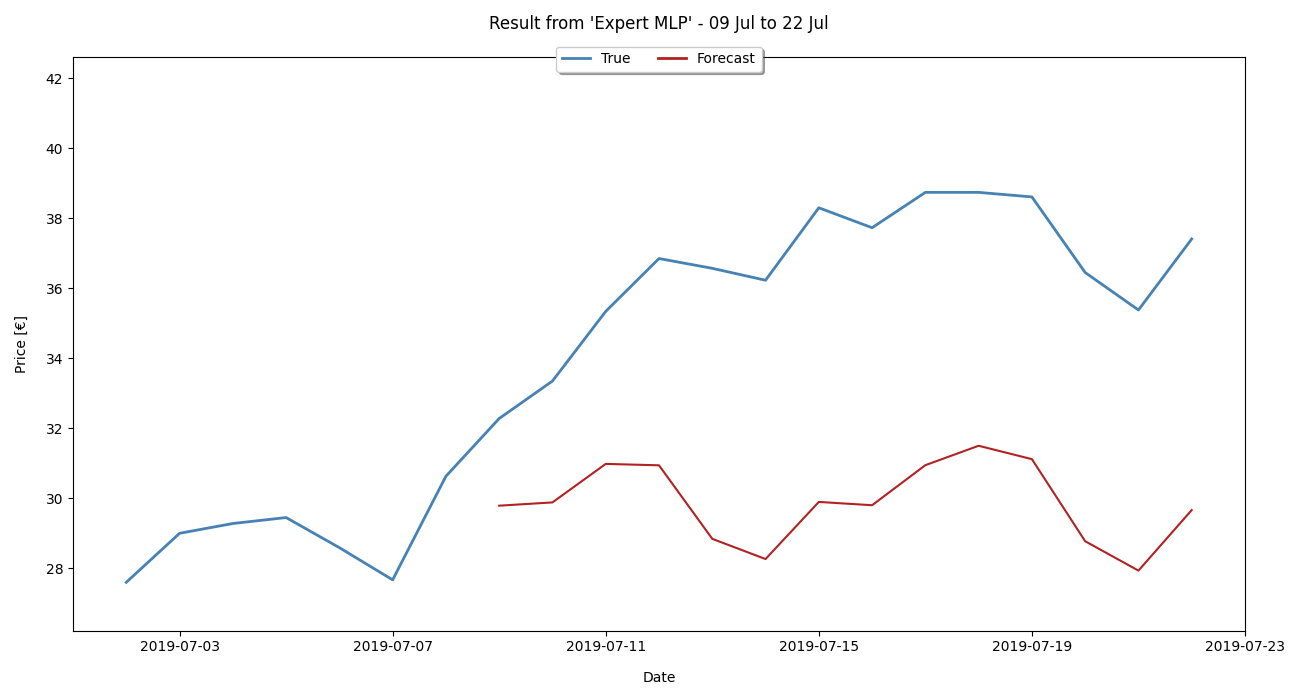 Result from 'Expert MLP' - 09 Jul to 22 Jul
True Forecast
42
40
38
36
34
32
30
28
Price [€]
2019-07-03 2019-07-07 2019-07-11 2019-07-15 2019-07-19 2019-07-23
Date